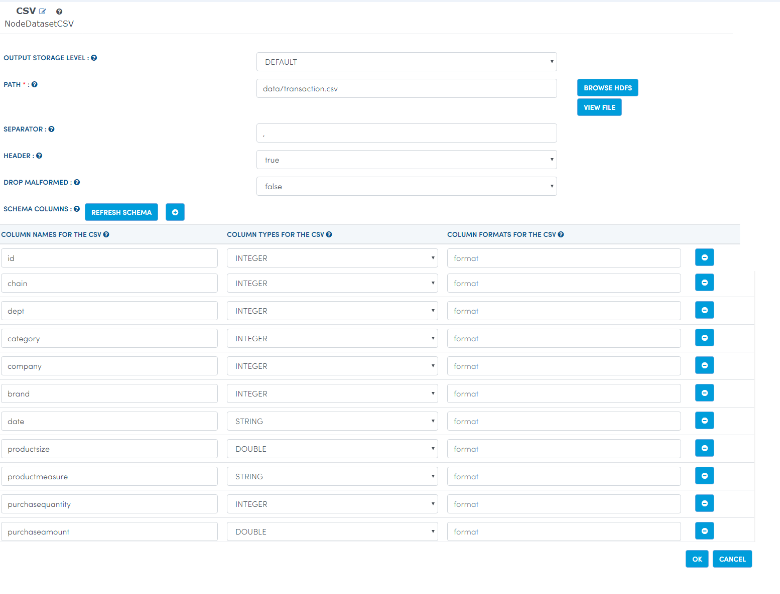 CSV
NodeDatasetCSV
OUTPUT STORAGE LEVEL : DEFAULT
PATH * : data/transaction.csv BROWSE HDFS
VIEW FILE
SEPARATOR : ,
HEADER : true
DROP MALFORMED : false
SCHEMA COLUMNS : REFRESH SCHEMA
COLUMN NAMES FOR THE CSV COLUMN TYPES FOR THE CSV COLUMN FORMATS FOR THE CSV
id INTEGER format
chain INTEGER format
dept INTEGER format
category INTEGER format
company INTEGER format
brand INTEGER format
date STRING format
productsize DOUBLE format
productmeasure STRING format
purchasequantity INTEGER format
purchaseamount DOUBLE format
OK CANCEL